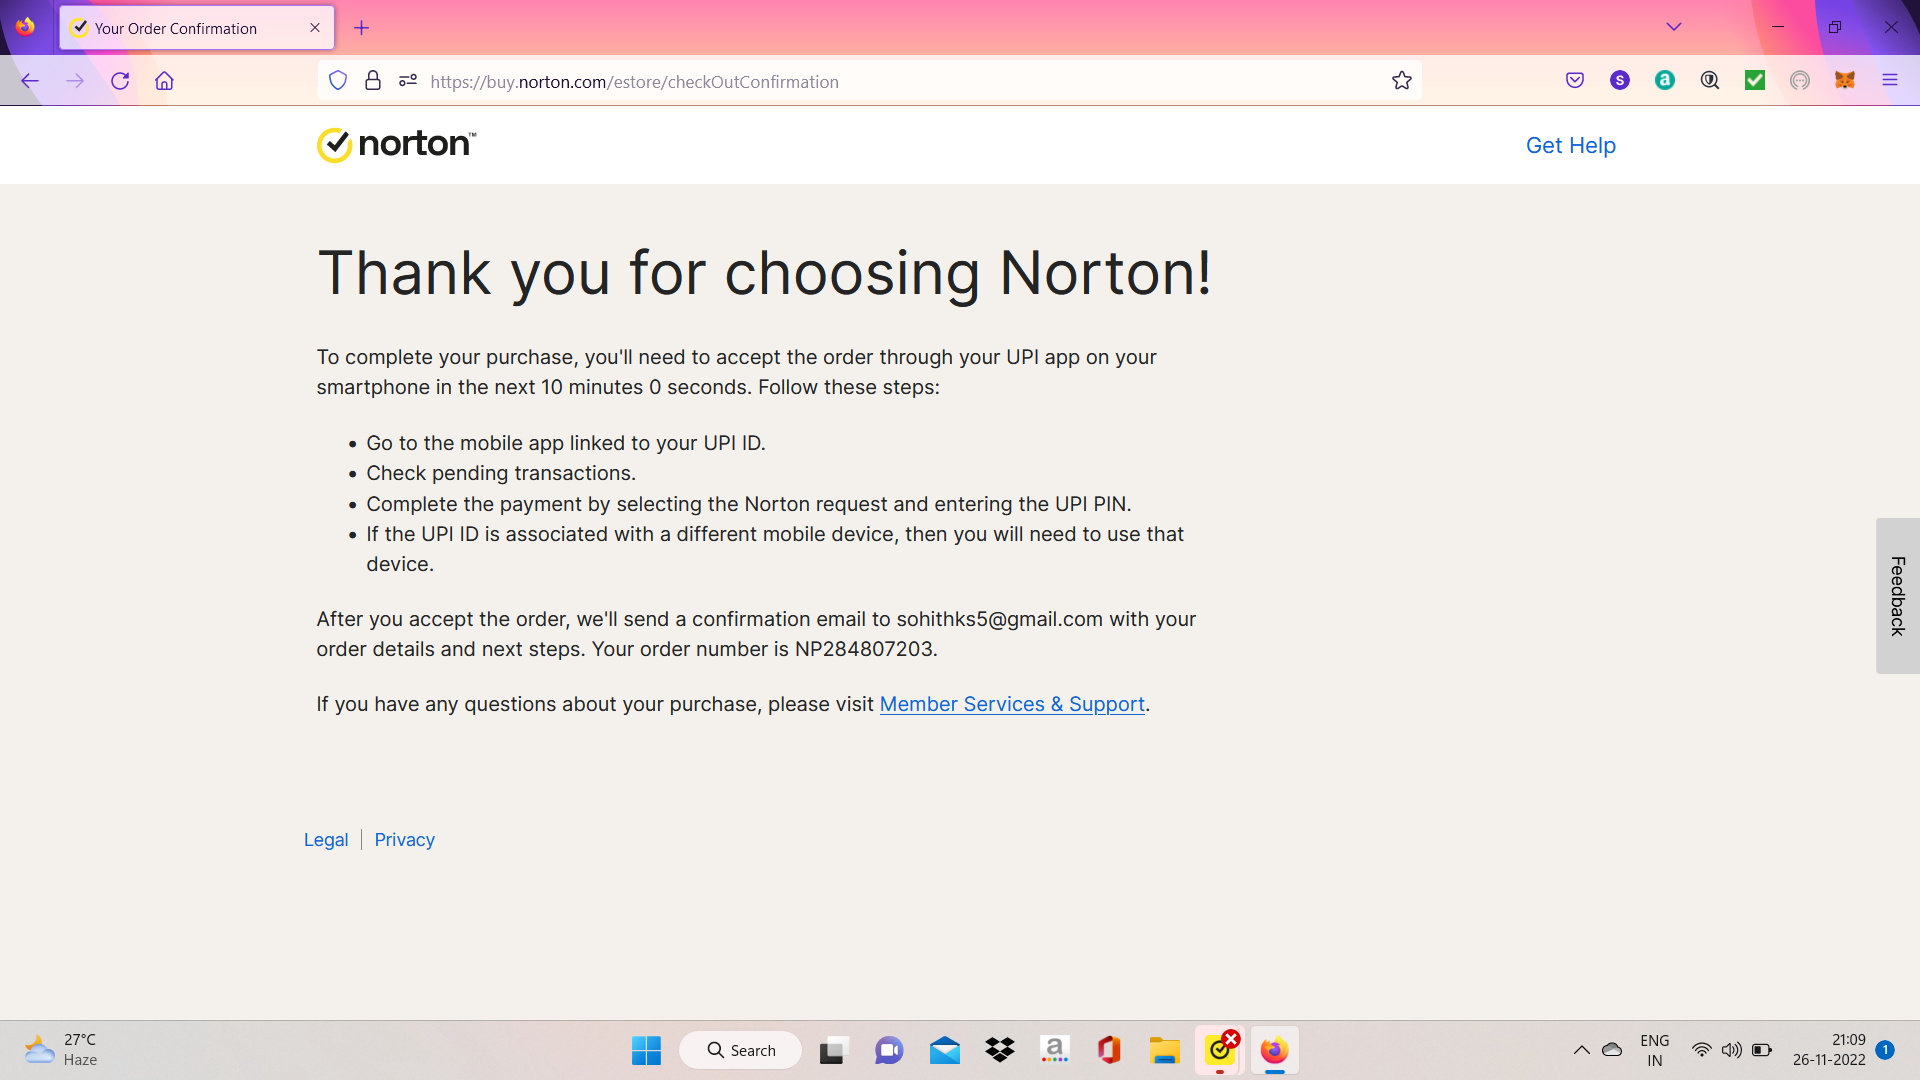 Your Order Confirmation
https://buy.norton.com/estore/checkOutConfirmation
norton™
Get Help
Thank you for choosing Norton!
To complete your purchase, you'll need to accept the order through your UPI app on your
smartphone in the next 10 minutes 0 seconds. Follow these steps:
• Go to the mobile app linked to your UPI ID.
• Check pending transactions.
• Complete the payment by selecting the Norton request and entering the UPI PIN.
• If the UPI ID is associated with a different mobile device, then you will need to use that
device.
Feedback
After you accept the order, we'll send a confirmation email to sohithks5@gmail.com with your
order details and next steps. Your order number is NP284807203.
If you have any questions about your purchase, please visit Member Services & Support.
Legal | Privacy
27°C
Haze
Search
ENG
IN
21:09
26-11-2022
1